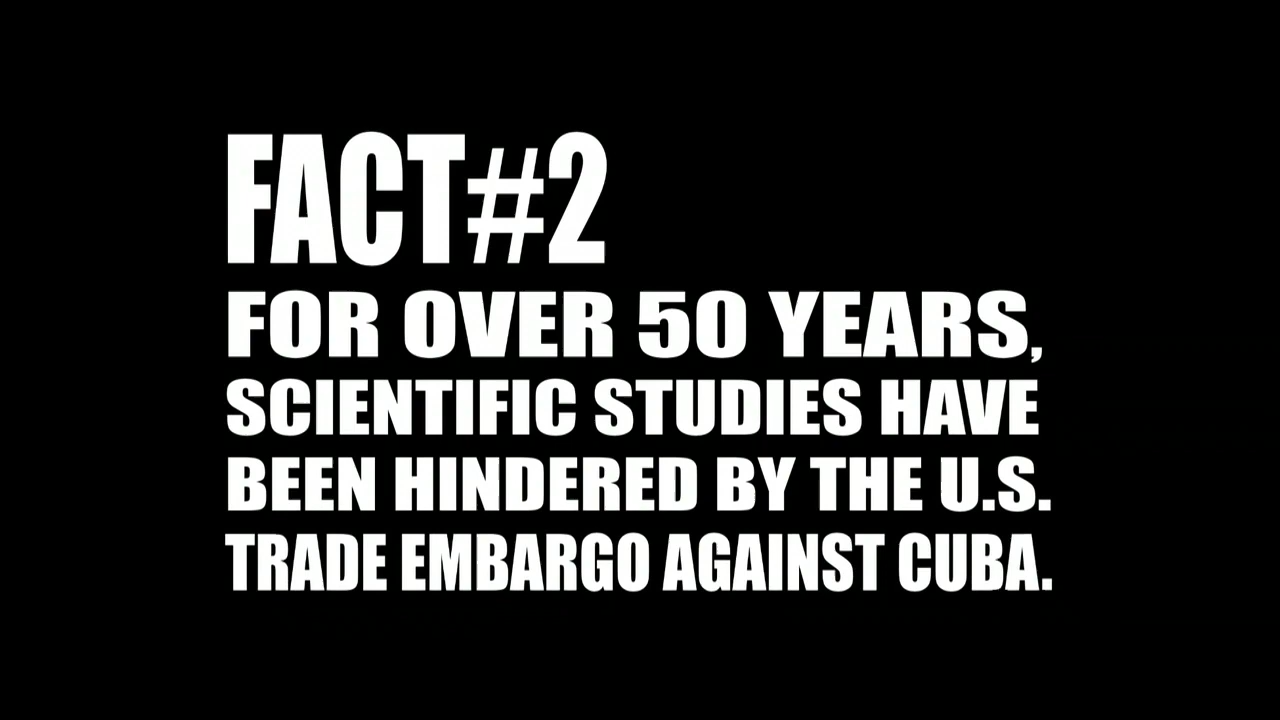 FACT#2
FOR OVER 50 YEARS,
SCIENTIFIC STUDIES HAVE
BEEN HINDERED BY THE U.S.
TRADE EMBARGO AGAINST CUBA.